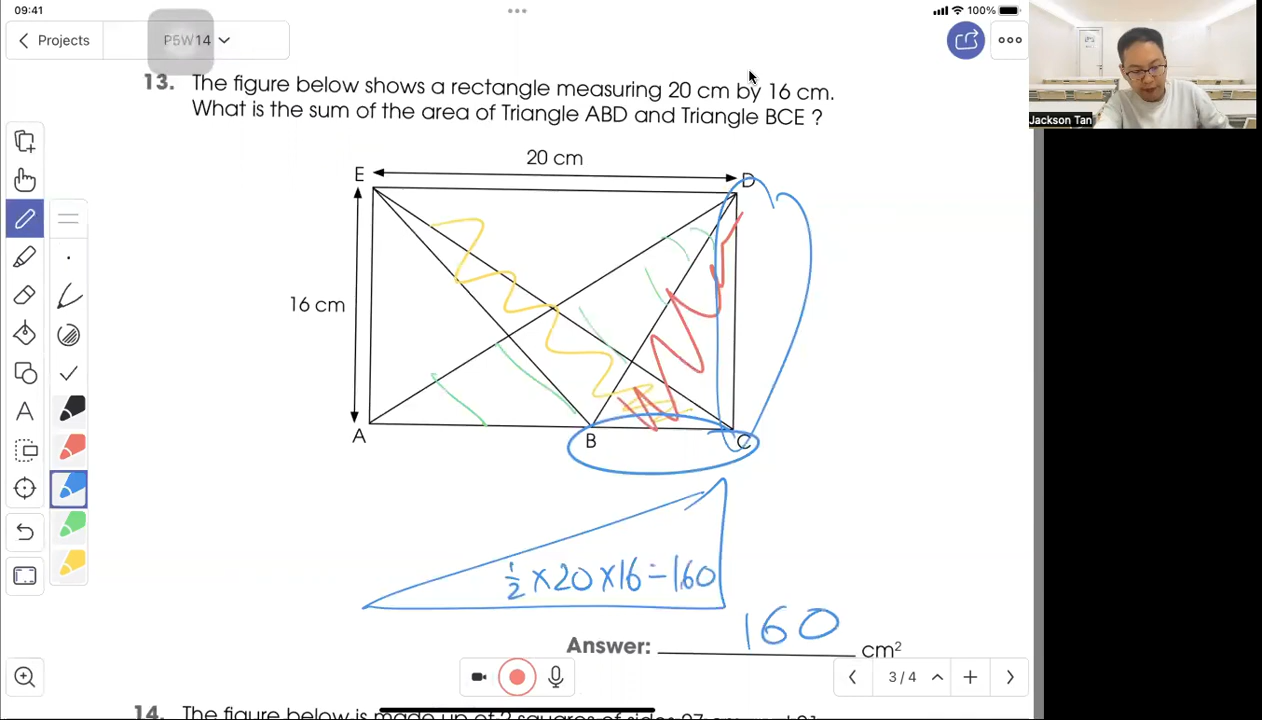 09:41
100%
Projects
P5W14
Jackson Tan
13. The figure below shows a rectangle measuring 20 cm by 16 cm.
What is the sum of the area of Triangle ABD and Triangle BCE ?
20 cm
E
D
16 cm
A
B
C
A
½×20×16=160
160
Answer: cm²
3/4
14. The figure below is made up of 2 squares of sides